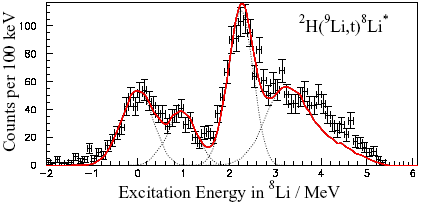 ²H(⁹Li,t)⁸Li*
Counts per 100 keV
100
80
60
40
20
0
-2 -1 0 1 2 3 4 5 6
Excitation Energy in ⁸Li / MeV